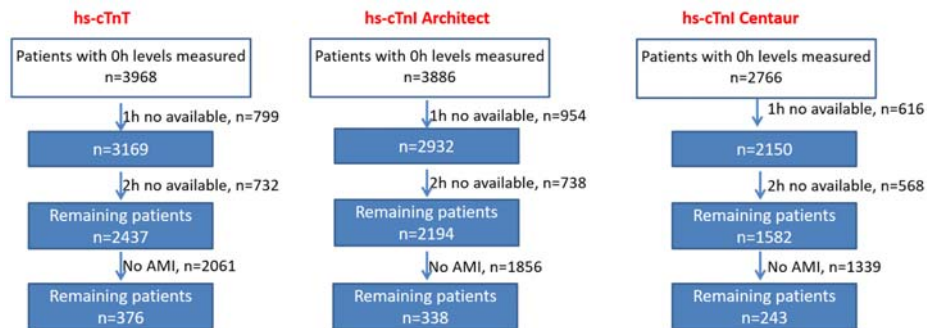 hs-cTnT
Patients with 0h levels measured
n=3968
1h no available, n=799
n=3169
2h no available, n=732
Remaining patients
n=2437
No AMI, n=2061
Remaining patients
n=376
hs-cTnI Architect
Patients with 0h levels measured
n=3886
1h no available, n=954
n=2932
2h no available, n=738
n=2194
No AMI, n=1856
Remaining patients
n=338
hs-cTnI Centaur
Patients with 0h levels measured
n=2766
1h no available, n=616
n=2150
2h no available, n=568
Remaining patients
n=1582
No AMI, n=1339
Remaining patients
n=243